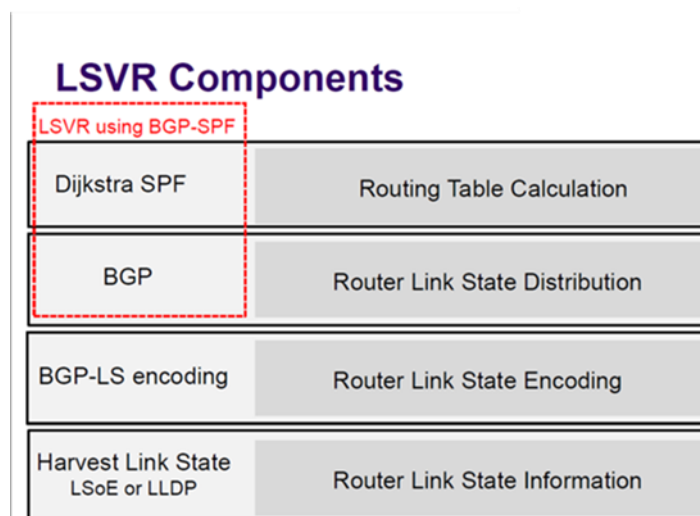 LSVR Components
LSVR using BGP-SPF
Dijkstra SPF
Routing Table Calculation
BGP
Router Link State Distribution
BGP-LS encoding
Router Link State Encoding
Harvest Link State
LSoE or LLDP
Router Link State Information